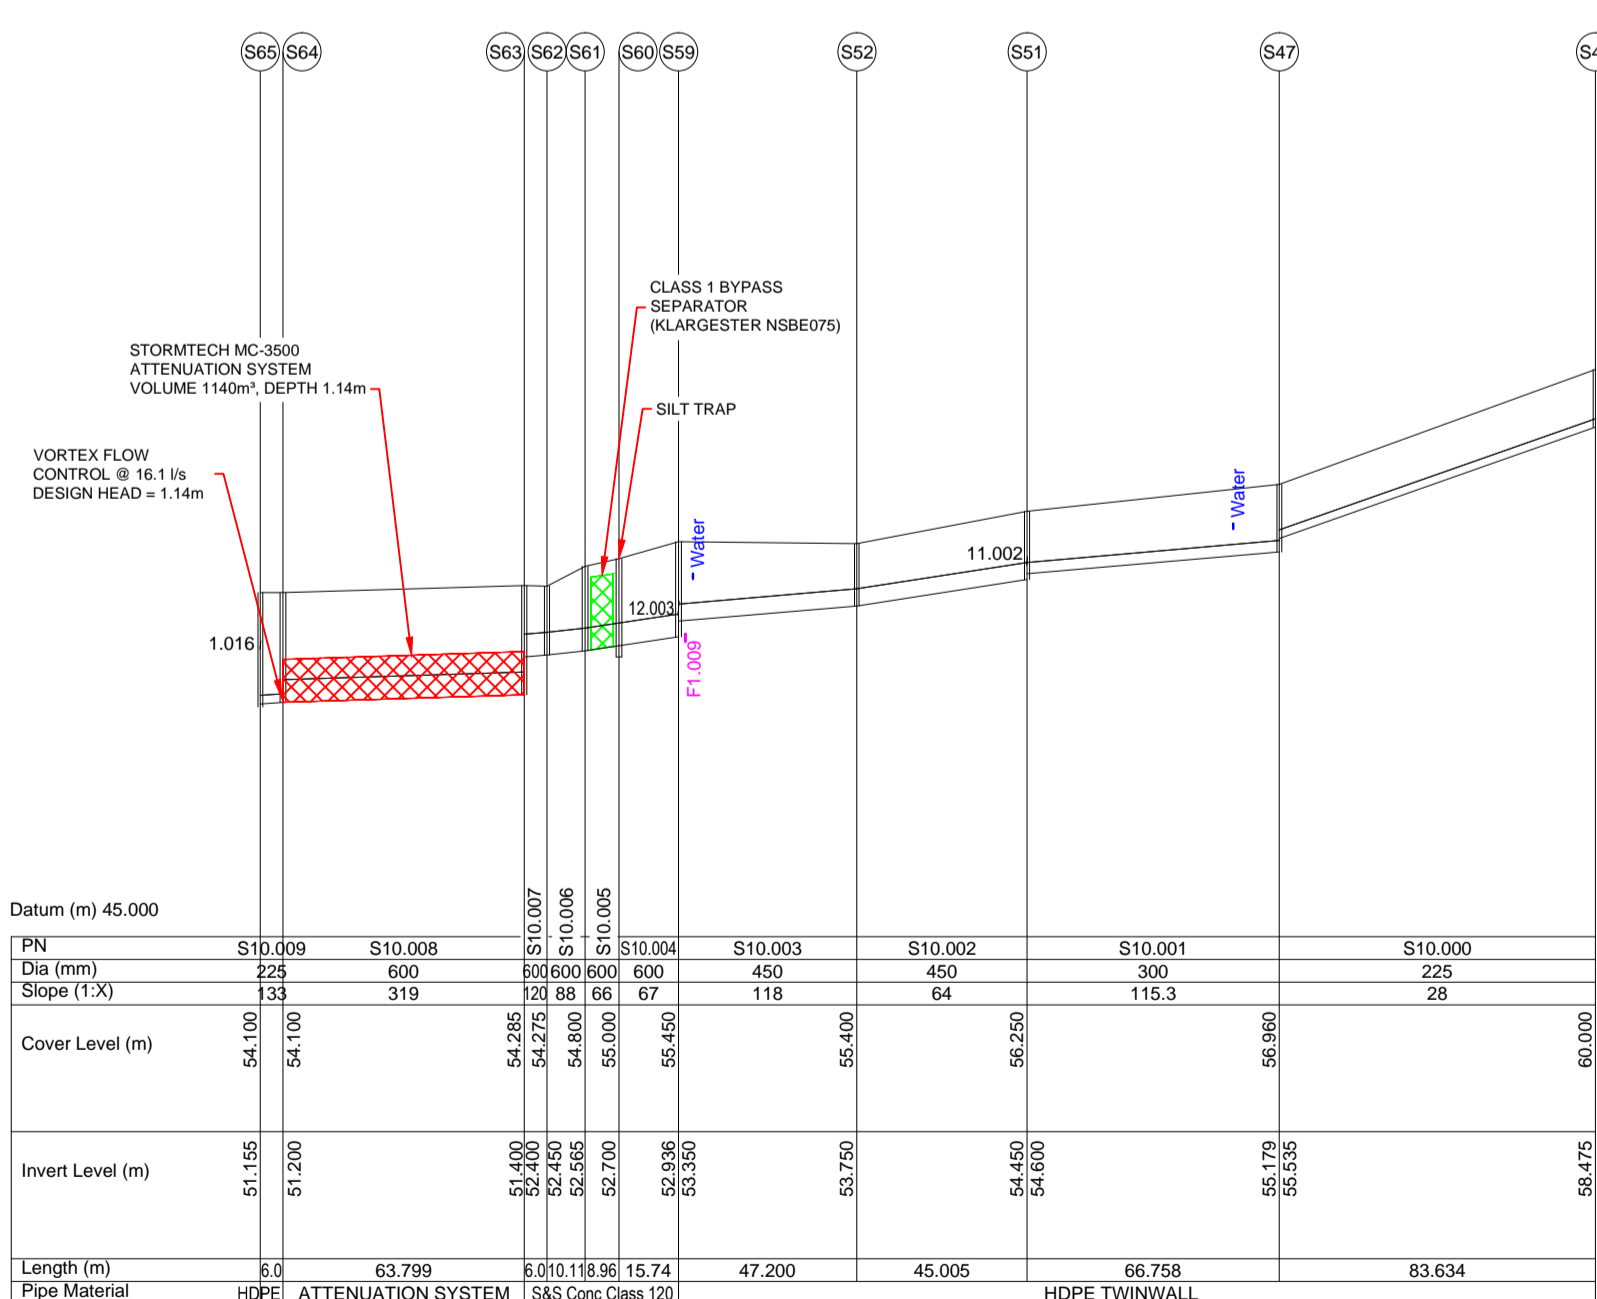 S65 S64 S63 S62 S61 S60 S59 S52 S51 S47
CLASS 1 BYPASS
SEPARATOR
(KLARGESTER NSBE075)
STORMTECH MC-3500
ATTENUATION SYSTEM
VOLUME 1140m³, DEPTH 1.14m
SILT TRAP
VORTEX FLOW
CONTROL @ 16.1 l/s
DESIGN HEAD = 1.14m
Water
Water
11.002
12.003
1.016
F1.009
Datum (m) 45.000
PN S10.009 S10.008 S10.007 S10.006 S10.005 S10.004 S10.003 S10.002 S10.001 S10.000
Dia (mm) 225 600 600 600 600 600 450 450 300 225
Slope (1:X) 133 319 120 88 66 67 118 64 115.3 28
Cover Level (m) 54.100 54.100 54.285 54.275 54.800 55.000 55.450 55.400 56.250 56.960 60.000
Invert Level (m) 51.155 51.200 51.400 52.400 52.450 52.565 52.700 52.936 53.350 53.750 54.450 54.600 55.179 55.535 58.475
Length (m) 6.0 63.799 6.0 10.11 8.96 15.74 47.200 45.005 66.758 83.634
Pipe Material HDPE ATTENUATION SYSTEM S&S Conc Class 120 HDPE TWINWALL